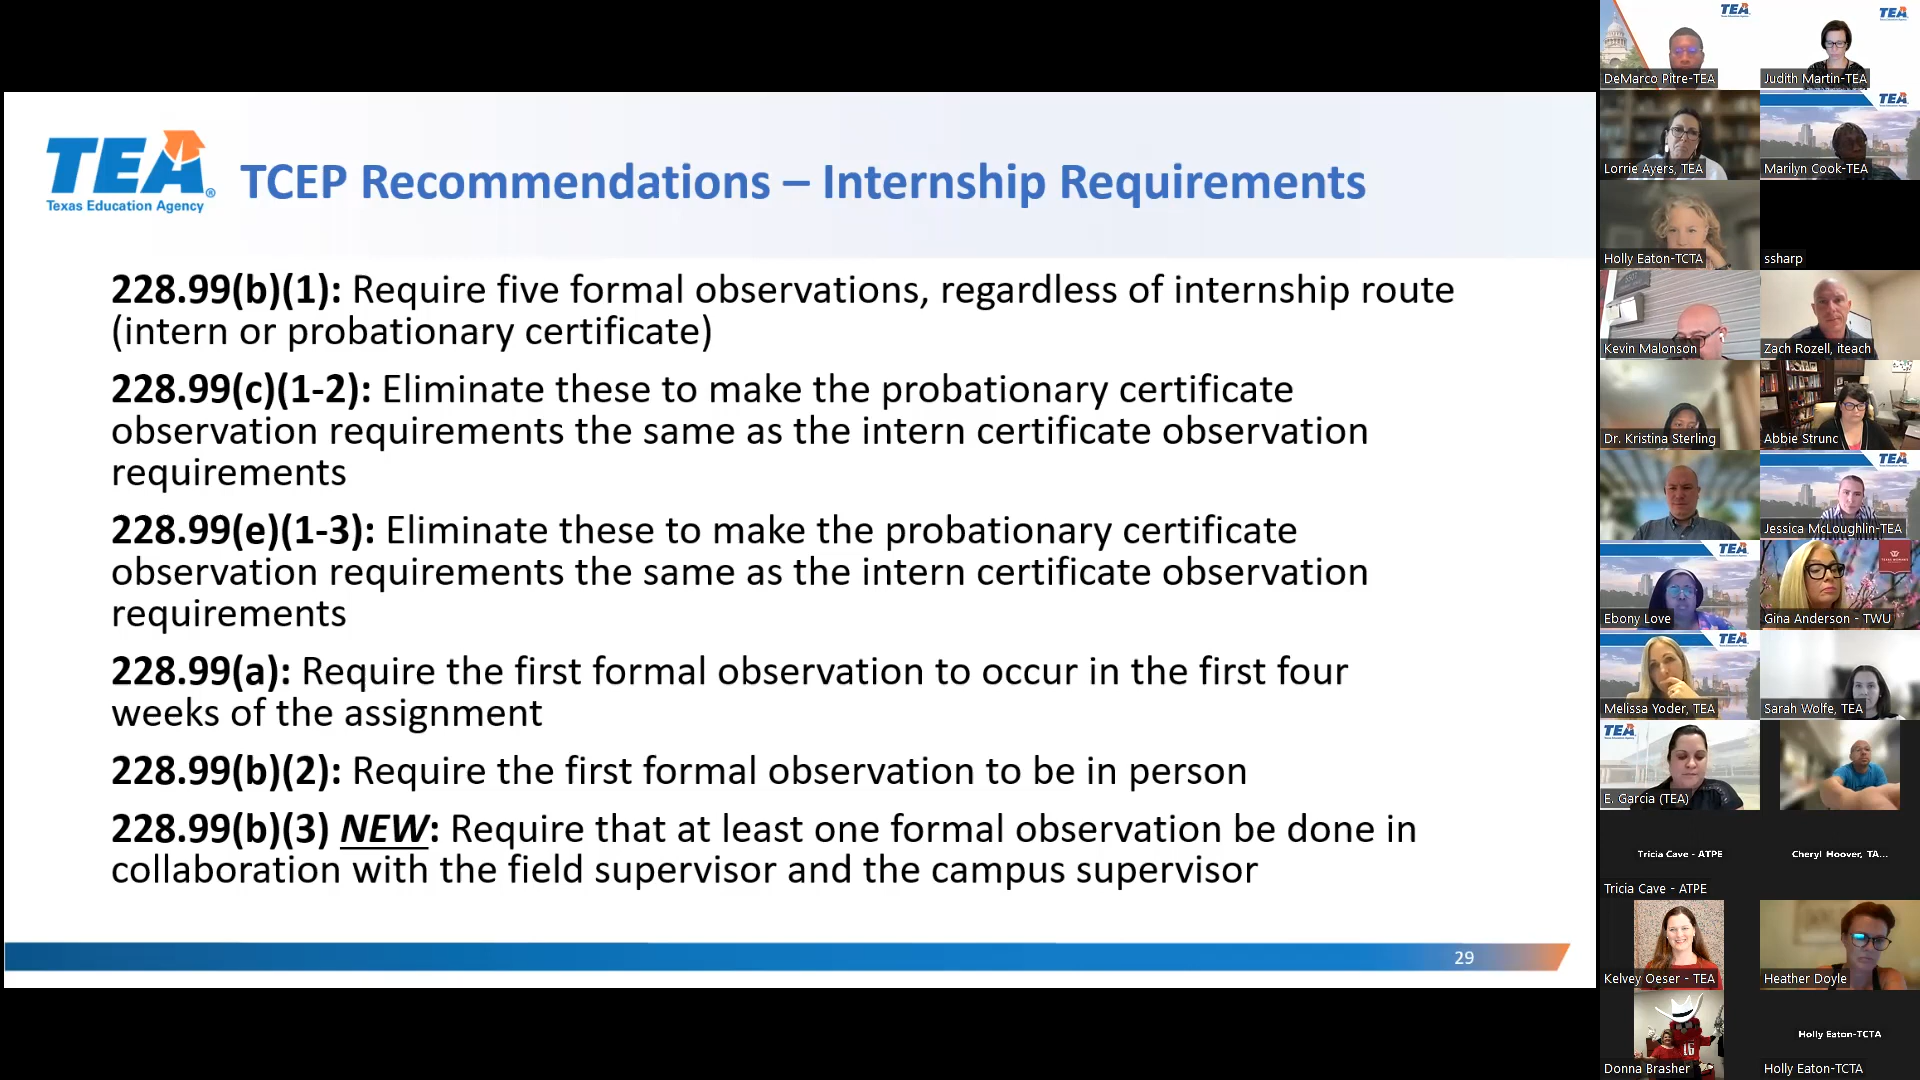 TEA
Texas Education Agency
TCEP Recommendations – Internship Requirements
228.99(b)(1): Require five formal observations, regardless of internship route
(intern or probationary certificate)
228.99(c)(1-2): Eliminate these to make the probationary certificate
observation requirements the same as the intern certificate observation
requirements
228.99(e)(1-3): Eliminate these to make the probationary certificate
observation requirements the same as the intern certificate observation
requirements
228.99(a): Require the first formal observation to occur in the first four
weeks of the assignment
228.99(b)(2): Require the first formal observation to be in person
228.99(b)(3) NEW: Require that at least one formal observation be done in
collaboration with the field supervisor and the campus supervisor
29
TEA
TEA
DeMarco Pitre-TEA
Judith Martin-TEA
TEA
Lorrie Ayers, TEA
Marilyn Cook-TEA
Holly Eaton-TCTA
ssharp
Kevin Malonson
Zach Rozell, iteach
Dr. Kristina Sterling
Abbie Strunc
TEA
Jessica McLoughlin-TEA
TEA
Ebony Love
Gina Anderson - TWU
TEA
Melissa Yoder, TEA
Sarah Wolfe, TEA
TEA
E. Garcia (TEA)
Tricia Cave - ATPE
Cheryl Hoover, TA...
Tricia Cave - ATPE
Kelvey Oeser - TEA
Heather Doyle
Holly Eaton-TCTA
Donna Brasher
Holly Eaton-TCTA